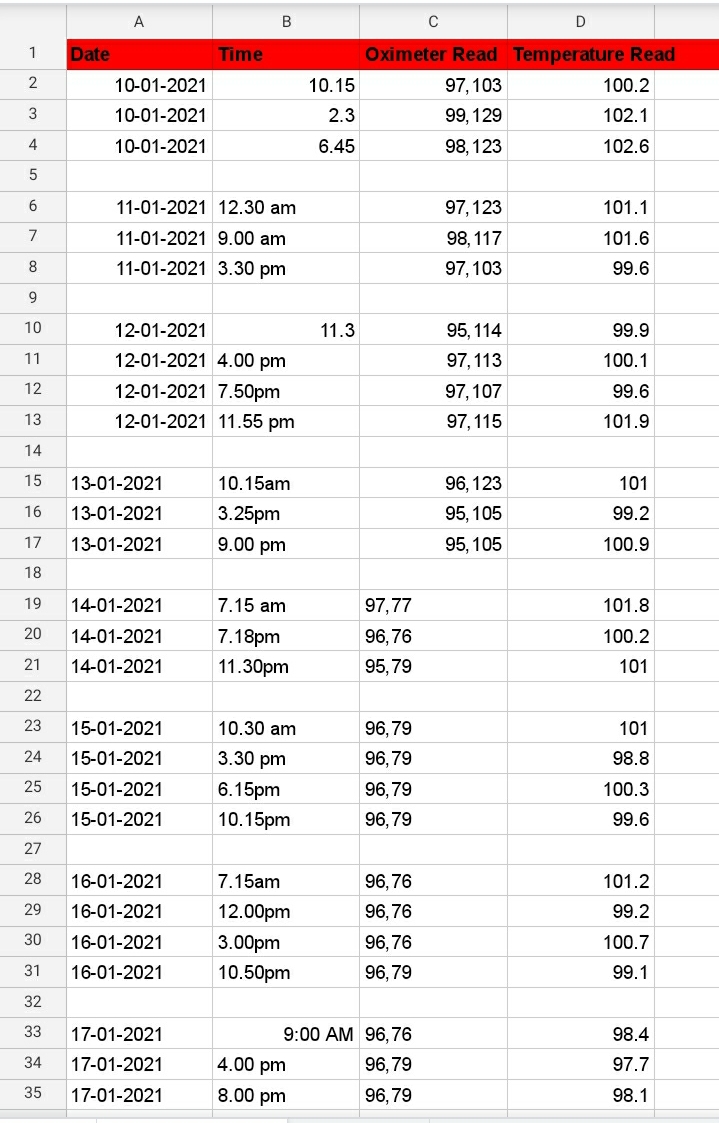 A B C D
1 Date Time Oximeter Read Temperature Read
2 10-01-2021 10.15 97,103 100.2
3 10-01-2021 2.3 99,129 102.1
4 10-01-2021 6.45 98,123 102.6
5
6 11-01-2021 12.30 am 97,123 101.1
7 11-01-2021 9.00 am 98,117 101.6
8 11-01-2021 3.30 pm 97,103 99.6
9
10 12-01-2021 11.3 95,114 99.9
11 12-01-2021 4.00 pm 97,113 100.1
12 12-01-2021 7.50pm 97,107 99.6
13 12-01-2021 11.55 pm 97,115 101.9
14
15 13-01-2021 10.15am 96,123 101
16 13-01-2021 3.25pm 95,105 99.2
17 13-01-2021 9.00 pm 95,105 100.9
18
19 14-01-2021 7.15 am 97,77 101.8
20 14-01-2021 7.18pm 96,76 100.2
21 14-01-2021 11.30pm 95,79 101
22
23 15-01-2021 10.30 am 96,79 101
24 15-01-2021 3.30 pm 96,79 98.8
25 15-01-2021 6.15pm 96,79 100.3
26 15-01-2021 10.15pm 96,79 99.6
27
28 16-01-2021 7.15am 96,76 101.2
29 16-01-2021 12.00pm 96,76 99.2
30 16-01-2021 3.00pm 96,76 100.7
31 16-01-2021 10.50pm 96,79 99.1
32
33 17-01-2021 9:00 AM 96,76 98.4
34 17-01-2021 4.00 pm 96,79 97.7
35 17-01-2021 8.00 pm 96,79 98.1